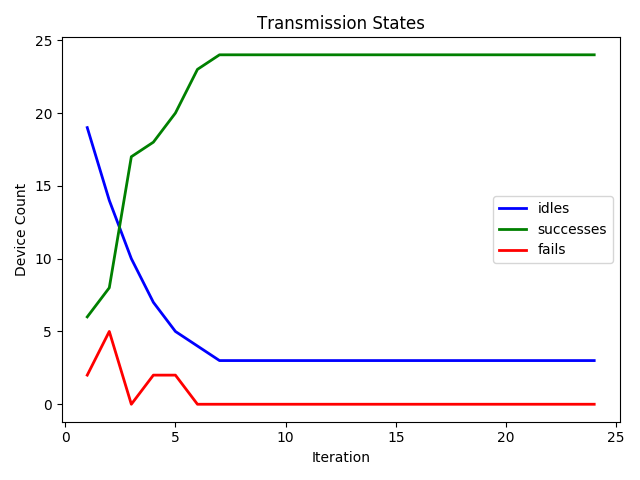 Transmission States
25
20
15
10
5
0
Device Count
idles
successes
fails
0 5 10 15 20 25
Iteration